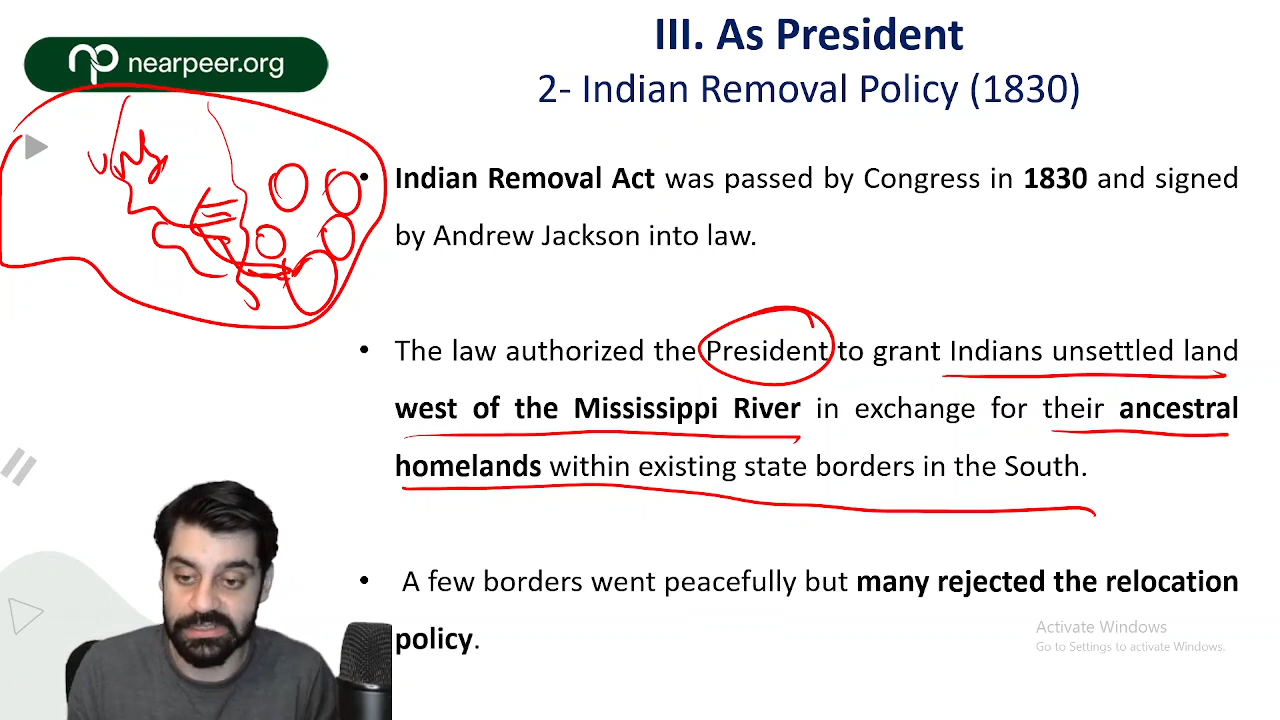 III. As President
nearpeer.org
2- Indian Removal Policy (1830)
• Indian Removal Act was passed by Congress in 1830 and signed
by Andrew Jackson into law.
• The law authorized the President to grant Indians unsettled land
west of the Mississippi River in exchange for their ancestral
homelands within existing state borders in the South.
• A few borders went peacefully but many rejected the relocation
policy.
Activate Windows
Go to Settings to activate Windows.